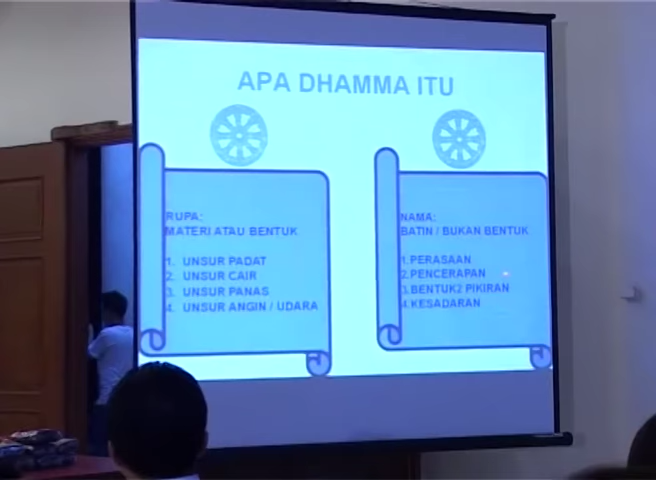 APA DHAMMA ITU
RUPA:
MATERI ATAU BENTUK
1. UNSUR PADAT
2. UNSUR CAIR
3. UNSUR PANAS
4. UNSUR ANGIN / UDARA
NAMA:
BATIN / BUKAN BENTUK
1.PERASAAN
2.PENCERAPAN
3.BENTUK2 PIKIRAN
4.KESADARAN